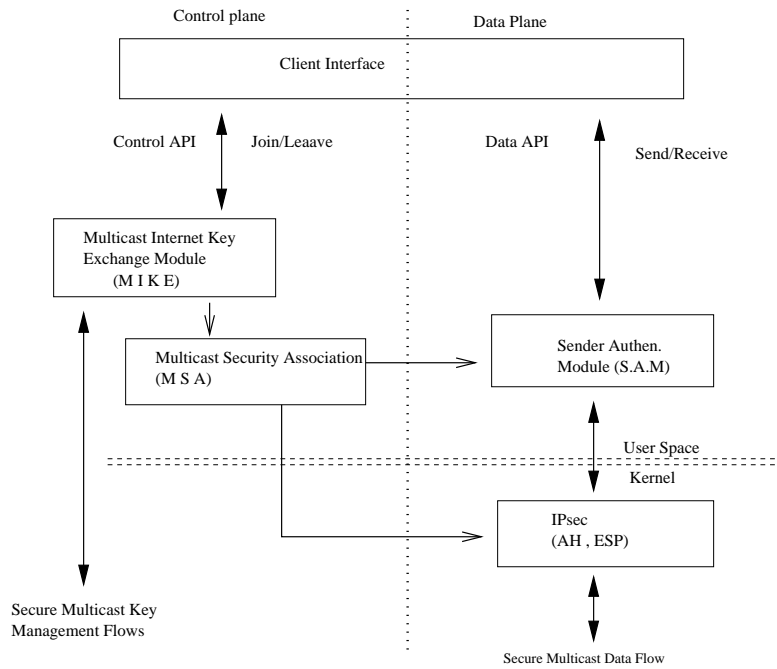 Control plane
Data Plane
Client Interface
Control API
Join/Leaave
Data API
Send/Receive
Multicast Internet Key
Exchange Module
(M I K E)
Multicast Security Association
(M S A)
Sender Authen.
Module (S.A.M)
User Space
Kernel
IPsec
(AH , ESP)
Secure Multicast Key
Management Flows
Secure Multicast Data Flow